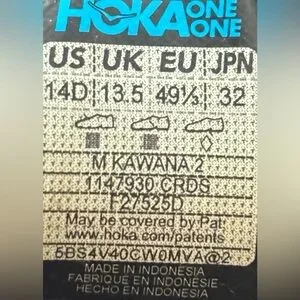 HOKA ONE ONE
US UK EU JPN
14D 13.5 49⅓ 32
M KAWANA 2
1147930 CRDS
F27525D
May be covered by Pat:
www.hoka.com/patents
5BS4V40CW0MVA@2
MADE IN INDONESIA
FABRIQUE EN INDONESIE
HECHO EN INDONESIA